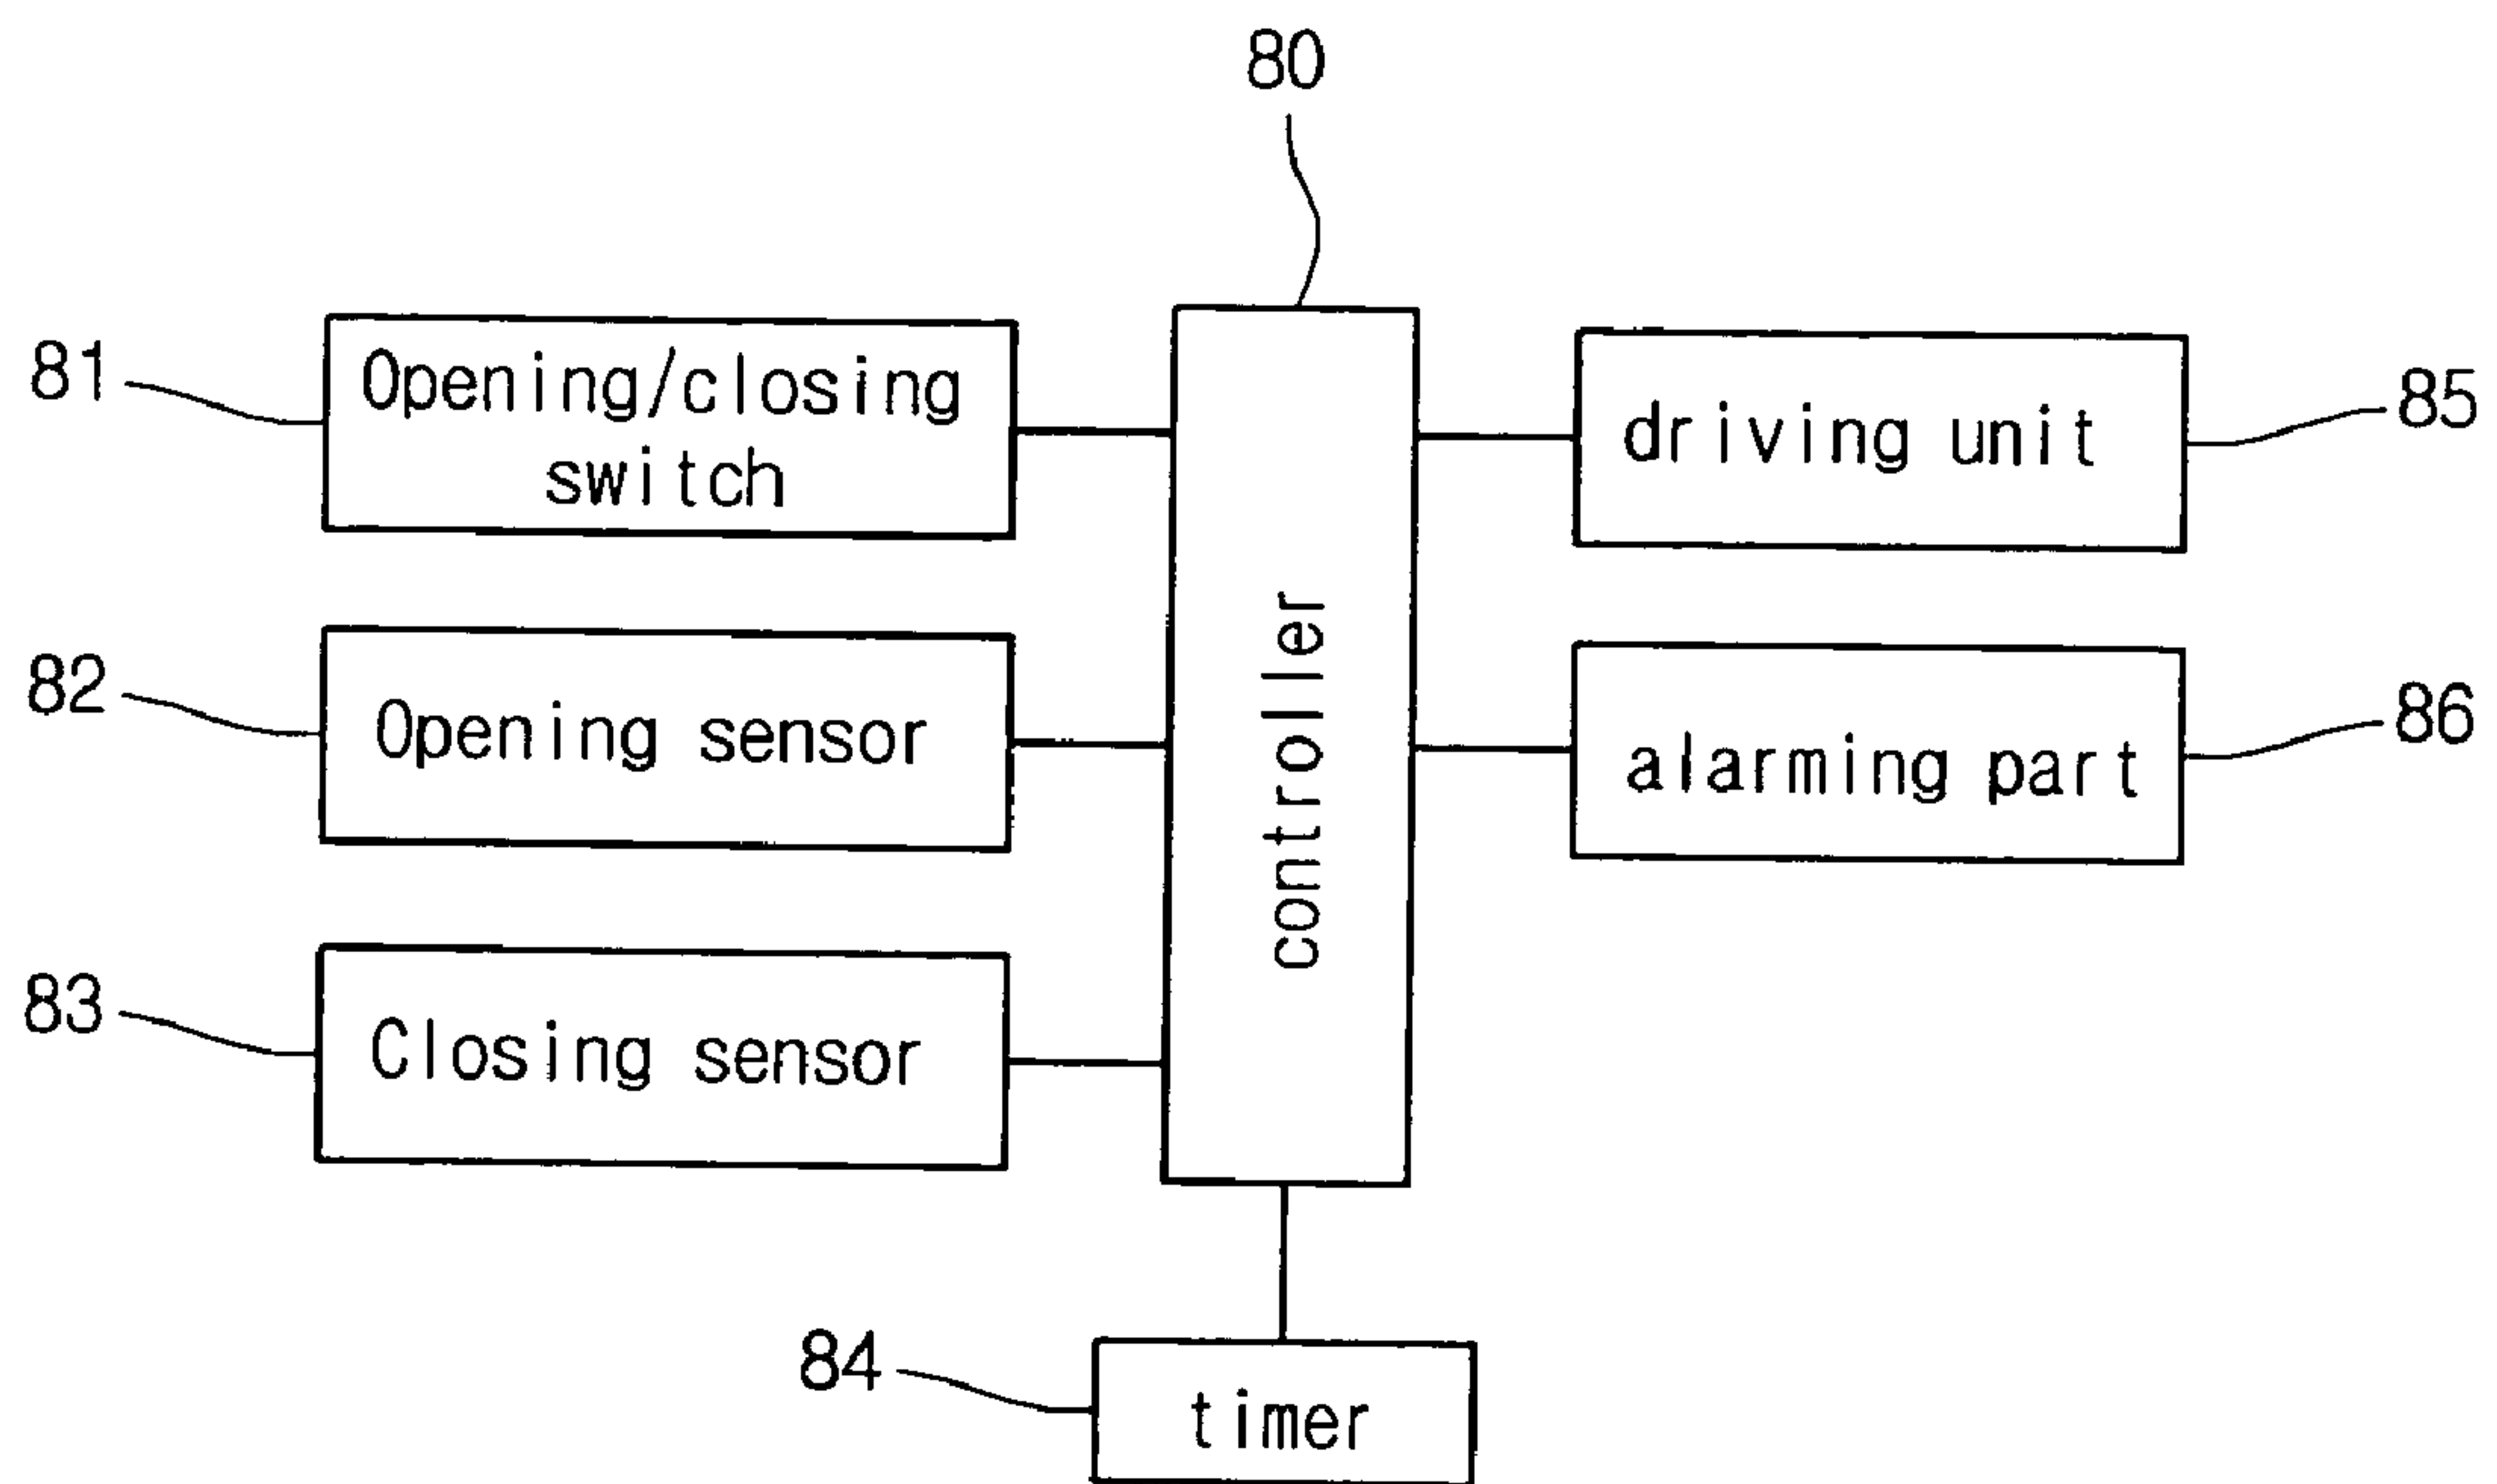 80
81
Opening/closing
switch
driving unit
85
82
Opening sensor
controller
alarming part
86
83
Closing sensor
84
timer